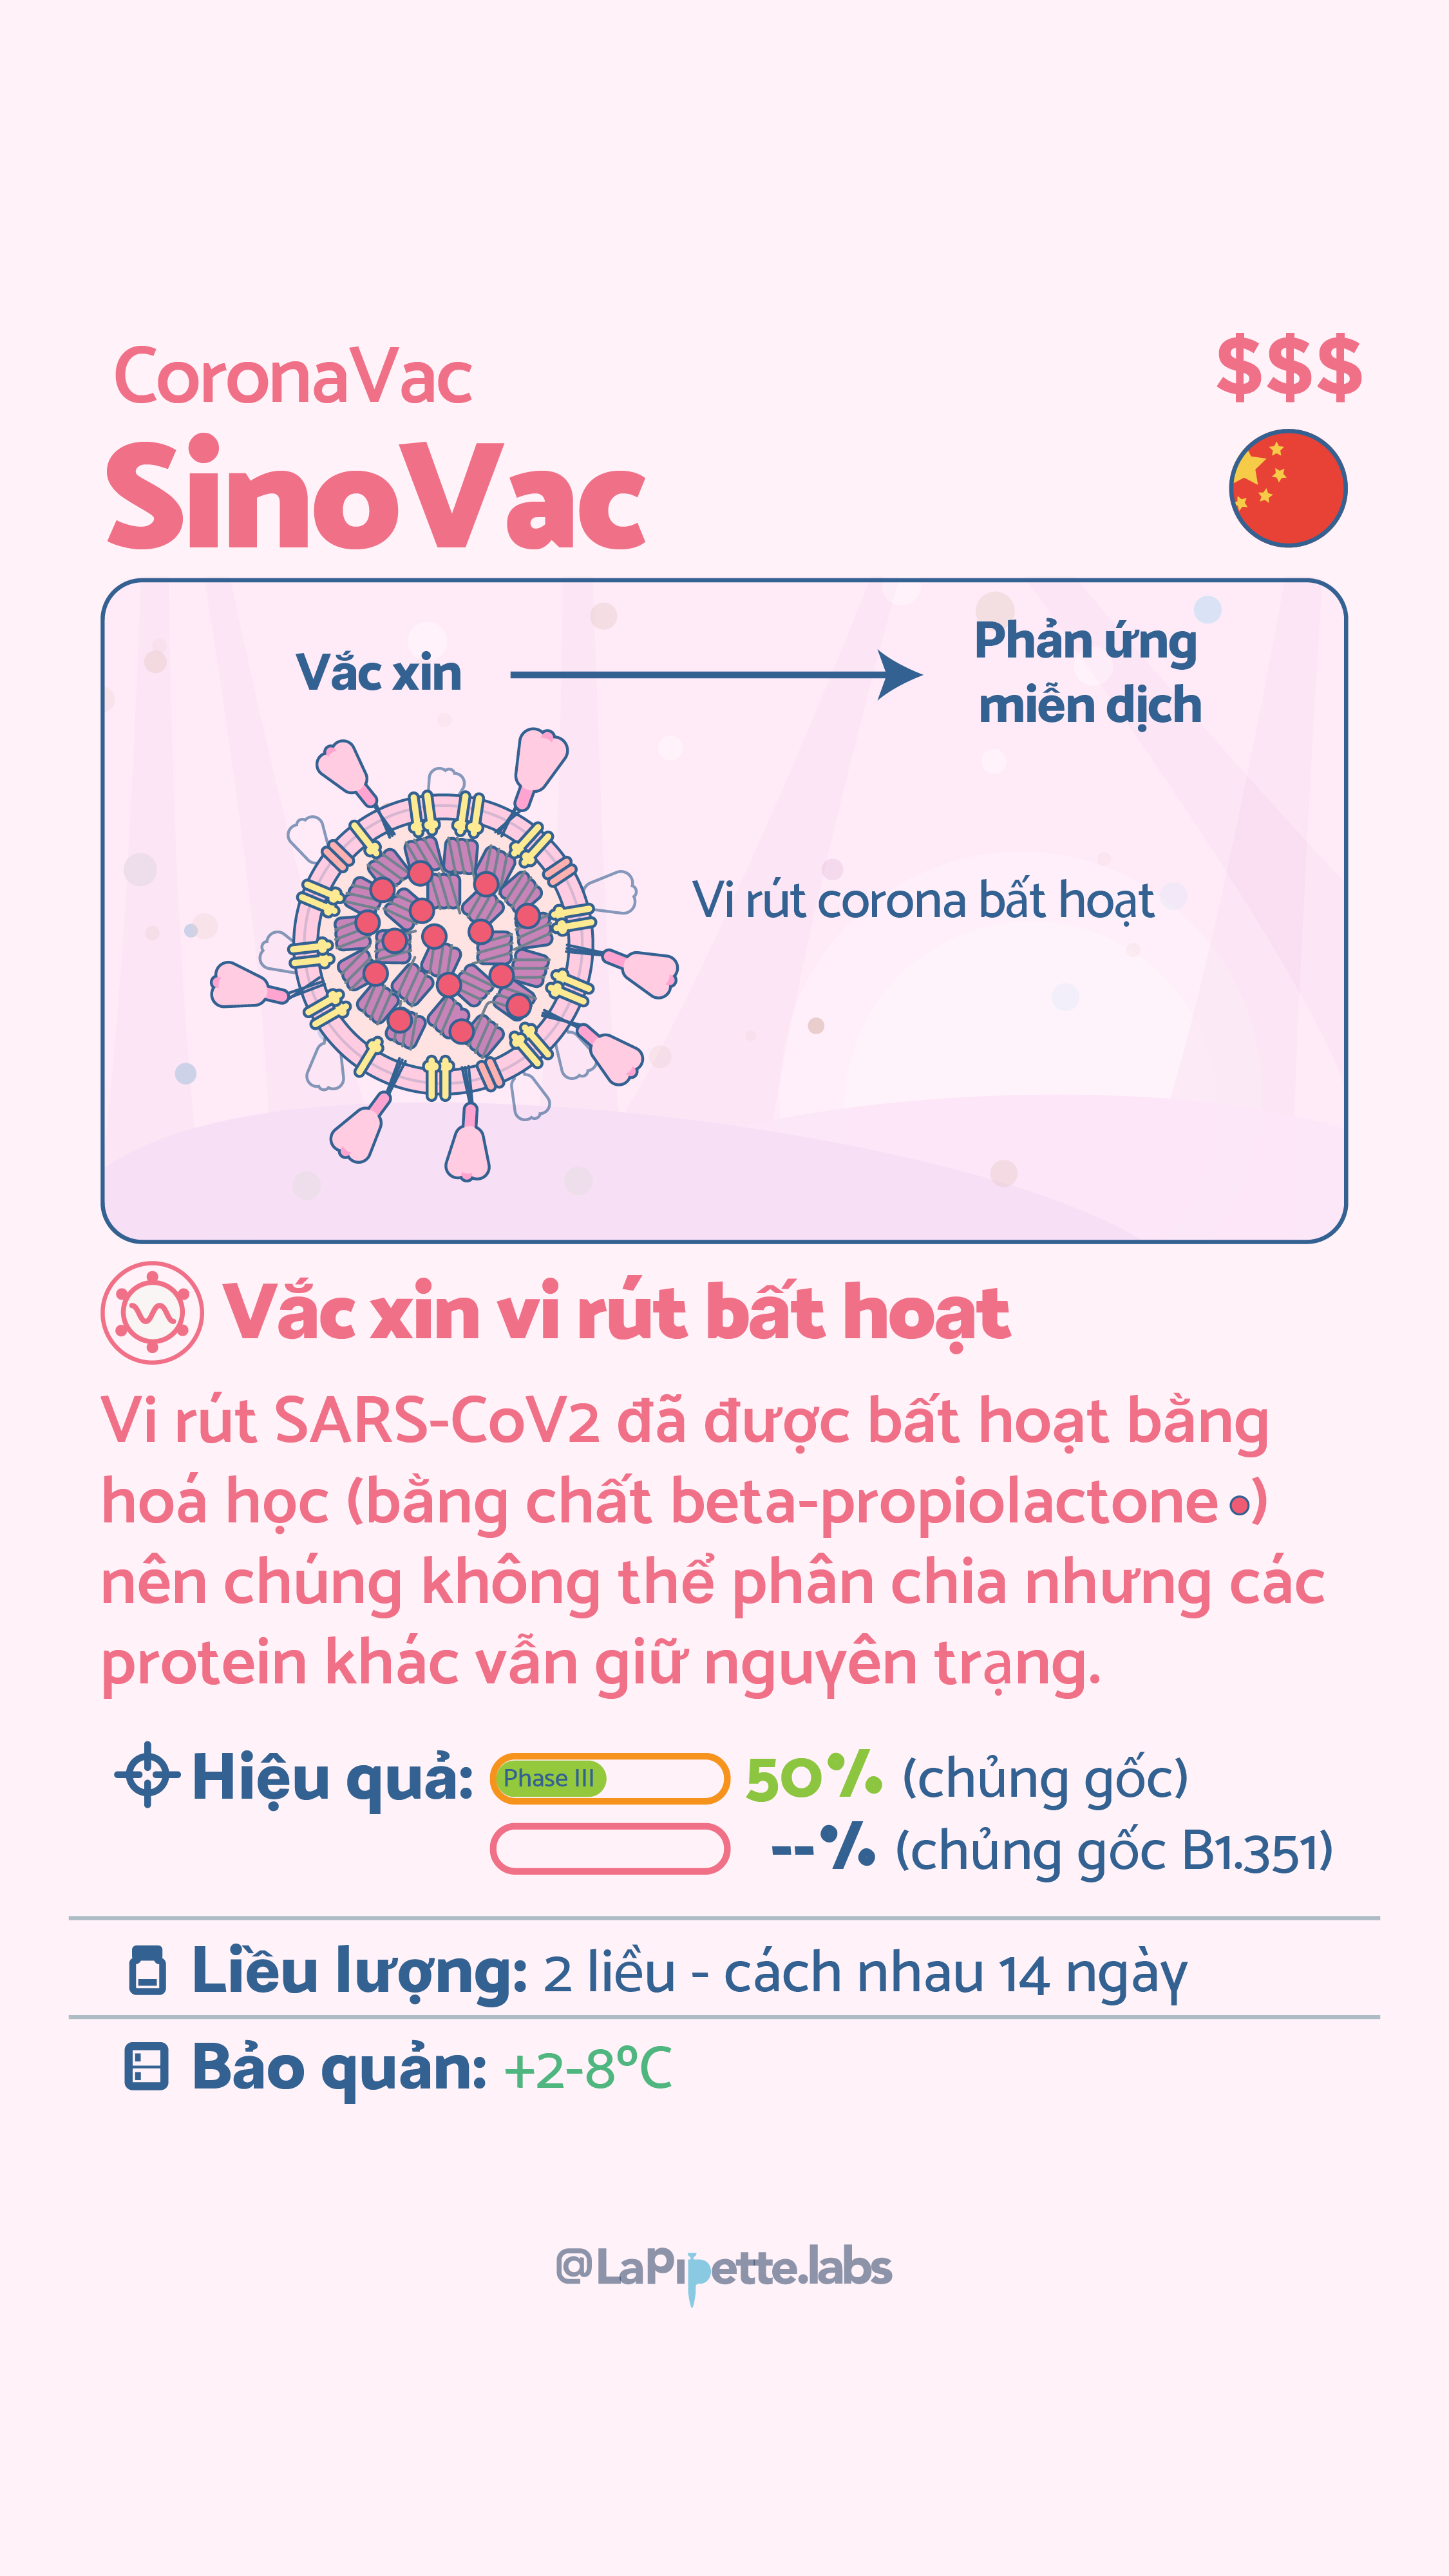 CoronaVac
$$$
SinoVac
Vắc xin
Phản ứng
miễn dịch
Vi rút corona bất hoạt
Vắc xin vi rút bất hoạt
Vi rút SARS-CoV2 đã được bất hoạt bằng
hoá học (bằng chất beta-propiolactone )
nên chúng không thể phân chia nhưng các
protein khác vẫn giữ nguyên trạng.
Hiệu quả: Phase III 50% (chủng gốc)
--% (chủng gốc B1.351)
Liều lượng: 2 liều - cách nhau 14 ngày
Bảo quản: +2-8°C
@LaPipette.labs